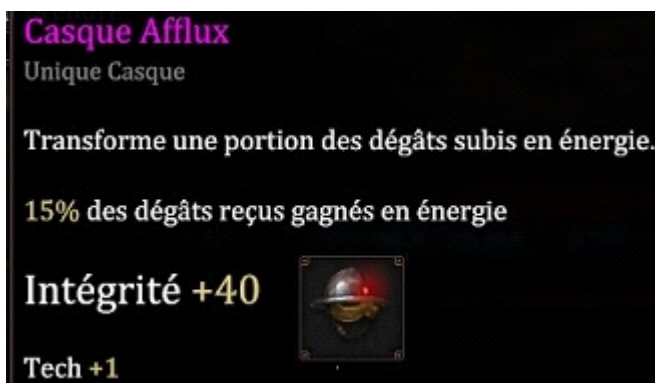 Casque Afflux
Unique Casque
Transforme une portion des dégâts subis en énergie.
15% des dégâts reçus gagnés en énergie
Intégrité +40
Tech +1